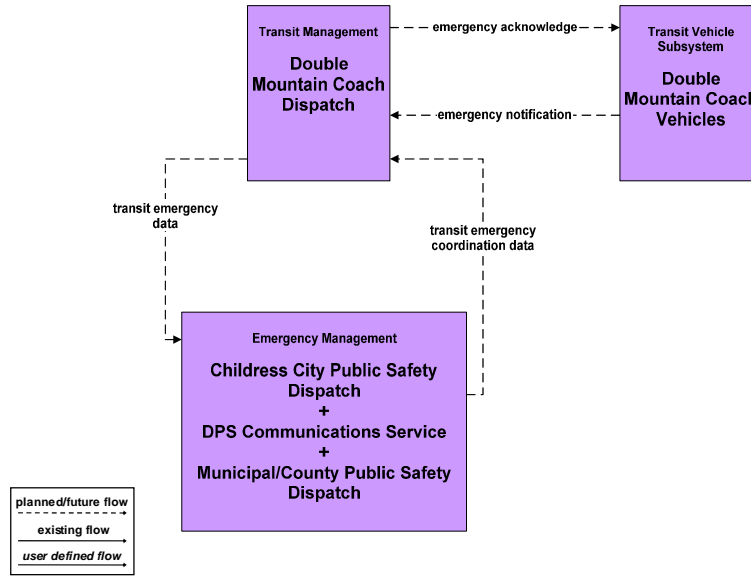 Transit Management
Double
Mountain Coach
Dispatch
emergency acknowledge
emergency notification
Transit Vehicle
Subsystem
Double
Mountain Coach
Vehicles
transit emergency
data
transit emergency
coordination data
Emergency Management
Childress City Public Safety
Dispatch
+
DPS Communications Service
+
Municipal/County Public Safety
Dispatch
planned/future flow
existing flow
user defined flow